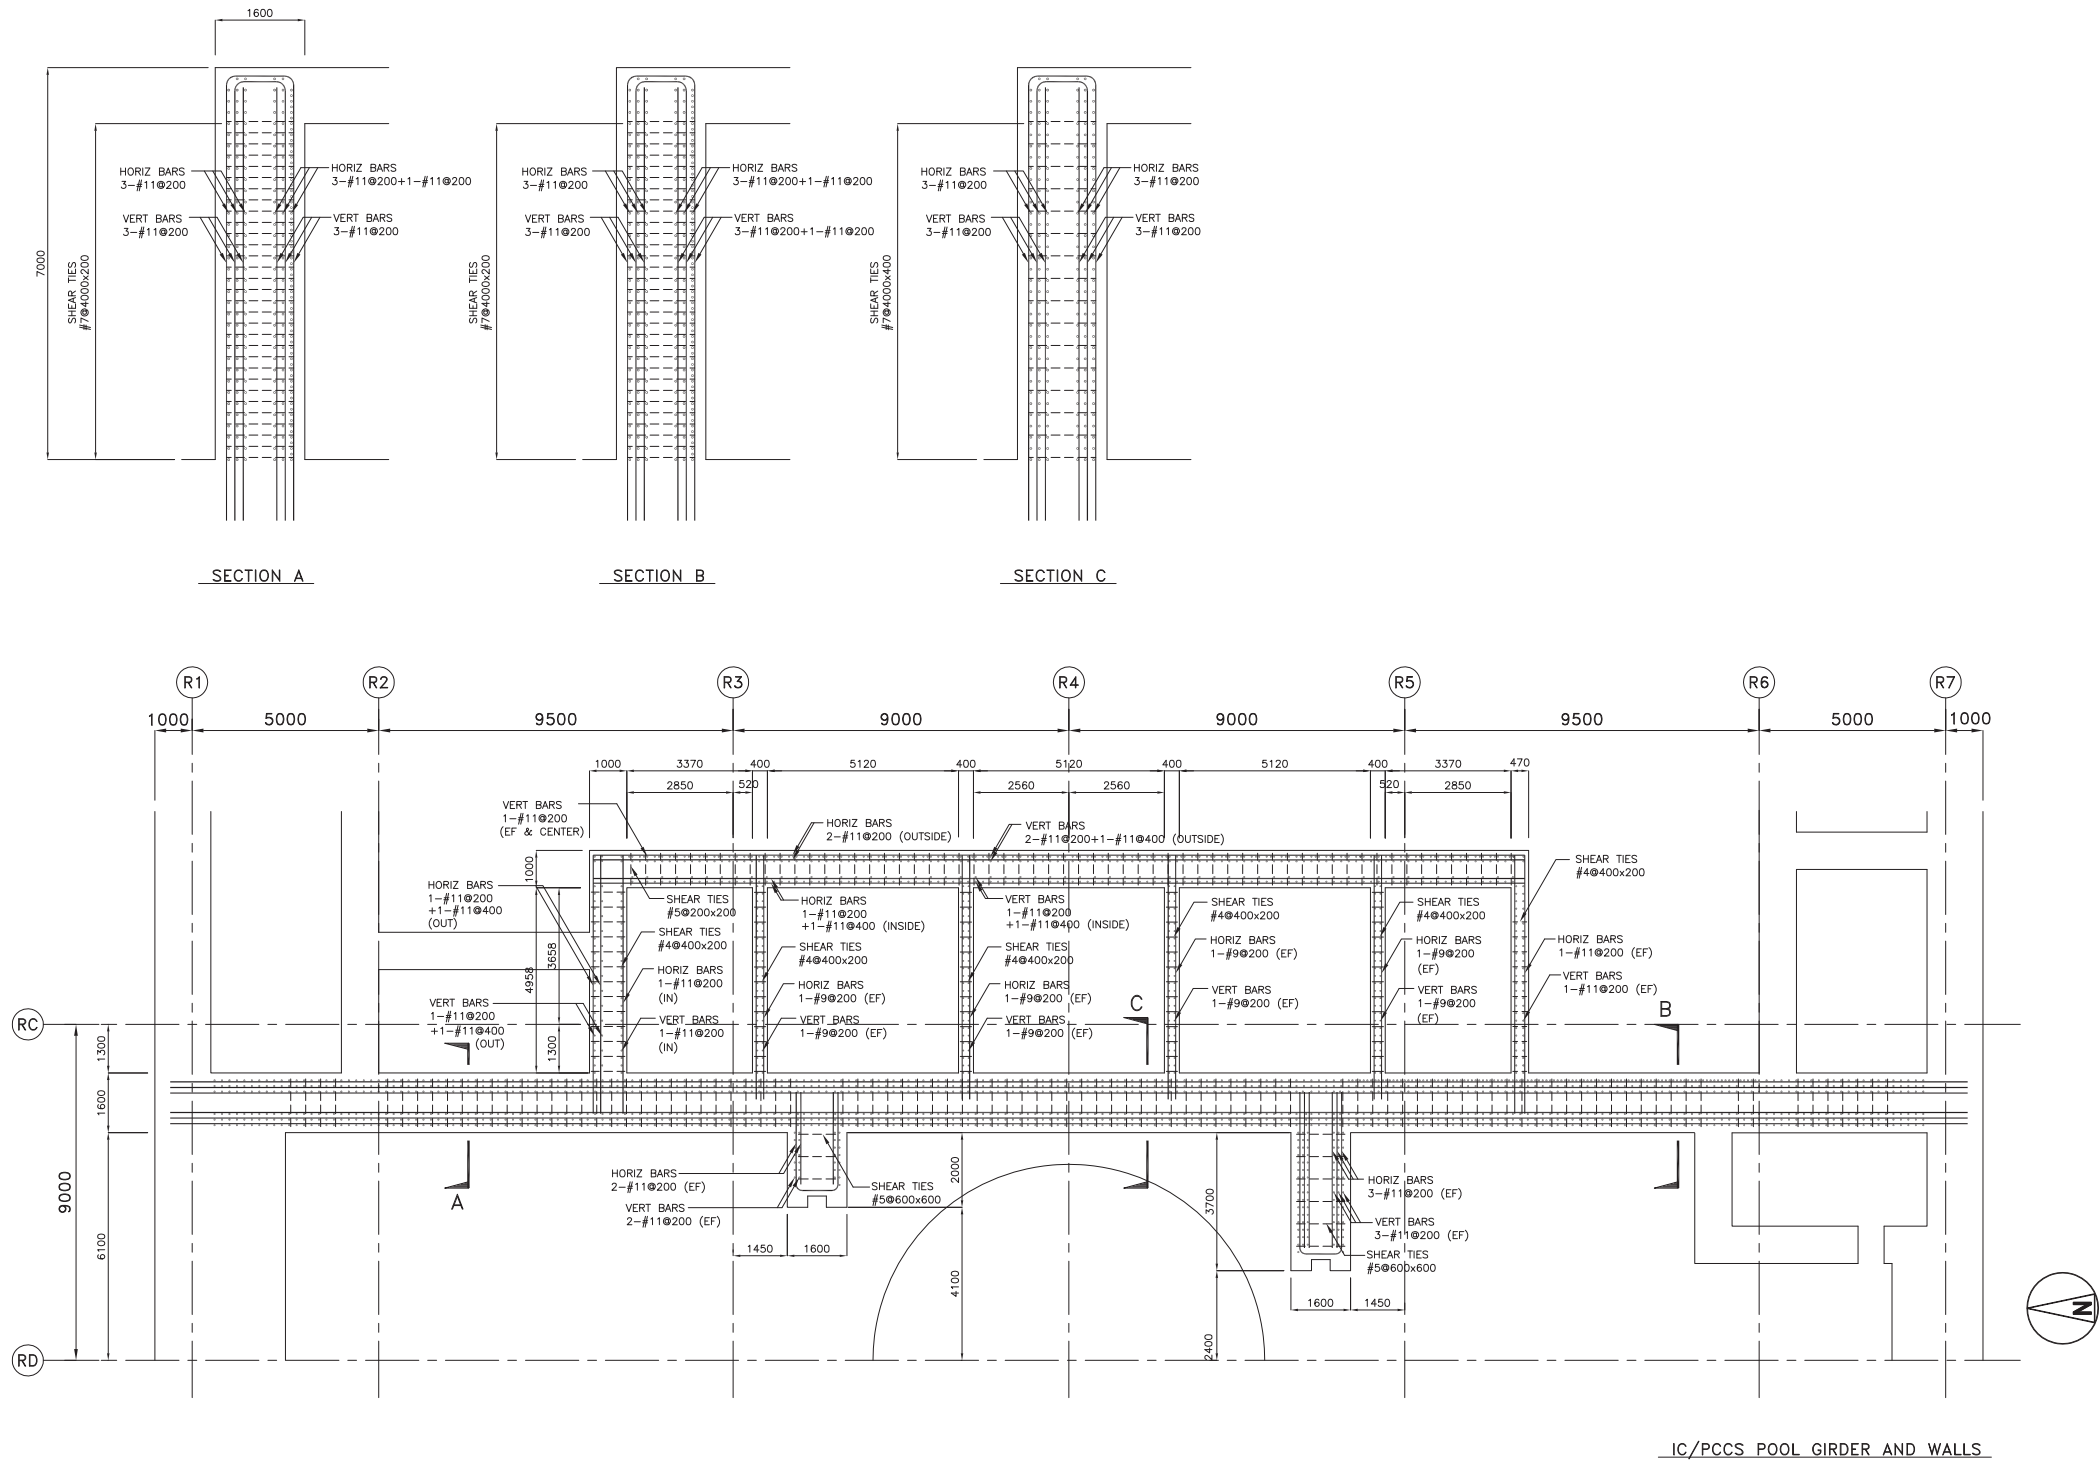 1600
7000
SHEAR TIES
#7@4000x200
HORIZ BARS
3-#11@200
VERT BARS
3-#11@200
HORIZ BARS
3-#11@200+1-#11@200
VERT BARS
3-#11@200
SECTION A
SHEAR TIES
#7@4000x200
HORIZ BARS
3-#11@200
VERT BARS
3-#11@200
HORIZ BARS
3-#11@200+1-#11@200
VERT BARS
3-#11@200+1-#11@200
SECTION B
SHEAR TIES
#7@4000x400
HORIZ BARS
3-#11@200
VERT BARS
3-#11@200
HORIZ BARS
3-#11@200
VERT BARS
3-#11@200
SECTION C
R1 R2 R3 R4 R5 R6 R7
1000 5000 9500 9000 9000 9500 5000 1000
1000 3370 400 5120 400 5120 400 5120 400 3370 470
2850 520 2560 2560 520 2850
VERT BARS
1-#11@200
(EF & CENTER)
HORIZ BARS
2-#11@200 (OUTSIDE)
VERT BARS
2-#11@200+1-#11@400 (OUTSIDE)
SHEAR TIES
#4@400x200
1000
4958
3658
1300
HORIZ BARS
1-#11@200
+1-#11@400
(OUT)
VERT BARS
1-#11@200
+1-#11@400
(OUT)
SHEAR TIES
#5@200x200
SHEAR TIES
#4@400x200
HORIZ BARS
1-#11@200
(IN)
VERT BARS
1-#11@200
(IN)
HORIZ BARS
1-#11@200
+1-#11@400 (INSIDE)
SHEAR TIES
#4@400x200
HORIZ BARS
1-#9@200 (EF)
VERT BARS
1-#9@200 (EF)
VERT BARS
1-#11@200
+1-#11@400 (INSIDE)
SHEAR TIES
#4@400x200
HORIZ BARS
1-#9@200 (EF)
VERT BARS
1-#9@200 (EF)
SHEAR TIES
#4@400x200
HORIZ BARS
1-#9@200 (EF)
VERT BARS
1-#9@200 (EF)
SHEAR TIES
#4@400x200
HORIZ BARS
1-#9@200
(EF)
VERT BARS
1-#9@200
(EF)
HORIZ BARS
1-#11@200 (EF)
VERT BARS
1-#11@200 (EF)
C
B
RC
1300
1600
9000
6100
RD
A
HORIZ BARS
2-#11@200 (EF)
VERT BARS
2-#11@200 (EF)
SHEAR TIES
#5@600x600
1450 1600
2000
4100
3700
2400
HORIZ BARS
3-#11@200 (EF)
VERT BARS
3-#11@200 (EF)
SHEAR TIES
#5@600x600
1600 1450
N
IC/PCCS POOL GIRDER AND WALLS